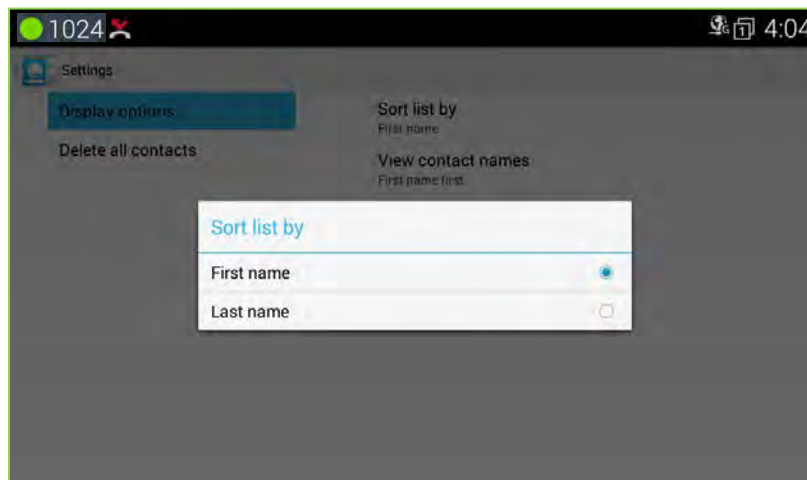 1024
G 1 4:04
Settings
Display options
Sort list by
First name
Delete all contacts
View contact names
First name first
Sort list by
First name
Last name